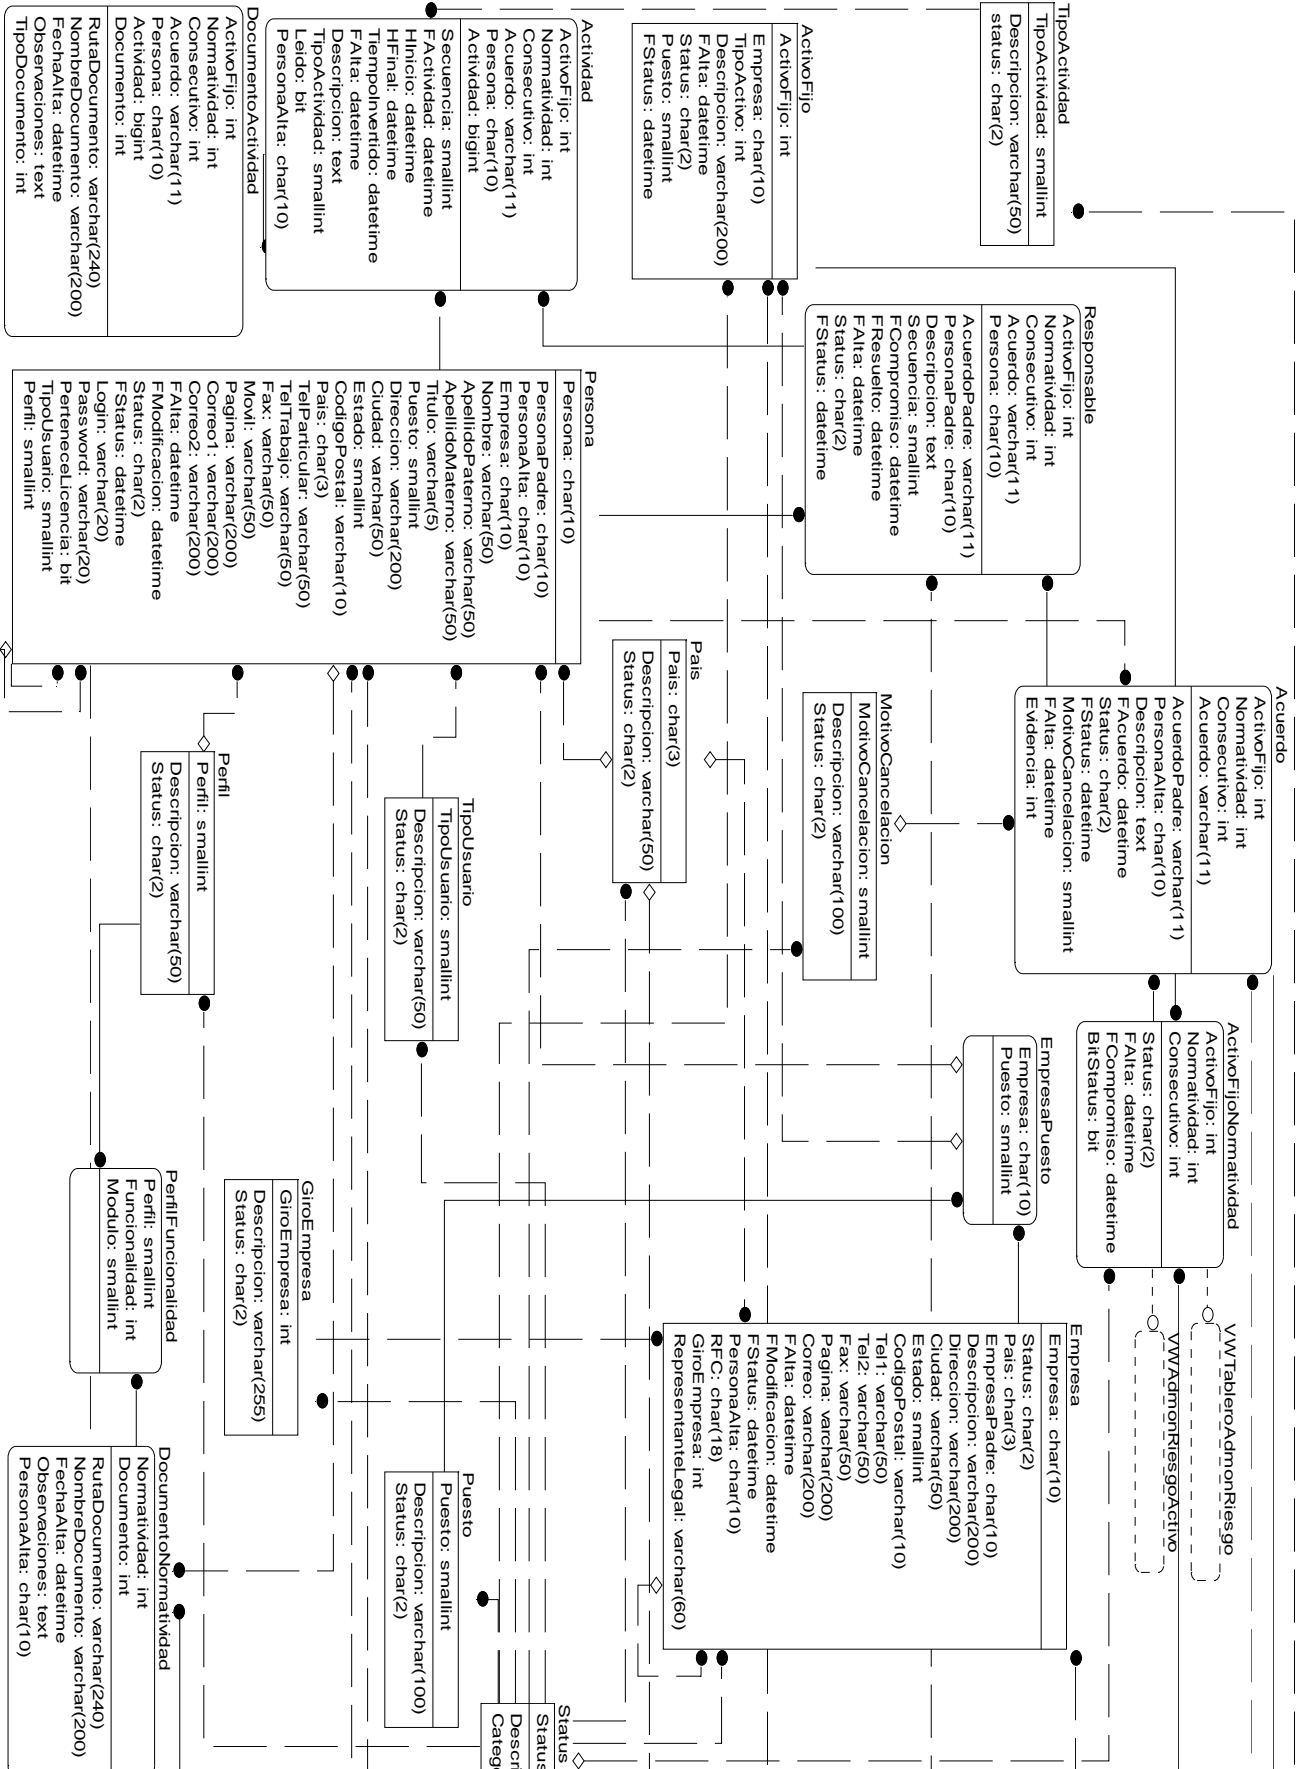 TipoActividad
TipoActividad: smallint
Descripcion: varchar(50)
status: char(2)
ActivoFijo
ActivoFijo: int
Empresa: char(10)
TipoActivo: int
Descripcion: varchar(200)
FAlta: datetime
Status: char(2)
Puesto: smallint
FStatus: datetime
Actividad
ActivoFijo: int
Normatividad: int
Consecutivo: int
Acuerdo: varchar(11)
Persona: char(10)
Actividad: bigint
Secuencia: smallint
FActividad: datetime
HInicio: datetime
HFinal: datetime
TiempoInvertido: datetime
FAlta: datetime
Descripcion: text
TipoActividad: smallint
Leido: bit
PersonaAlta: char(10)
DocumentoActividad
ActivoFijo: int
Normatividad: int
Consecutivo: int
Acuerdo: varchar(11)
Persona: char(10)
Actividad: bigint
Documento: int
RutaDocumento: varchar(240)
NombreDocumento: varchar(200)
FechaAlta: datetime
Observaciones: text
TipoDocumento: int
Responsable
ActivoFijo: int
Normatividad: int
Consecutivo: int
Acuerdo: varchar(11)
Persona: char(10)
AcuerdoPadre: varchar(11)
PersonaPadre: char(10)
Descripcion: text
Secuencia: smallint
FCompromiso: datetime
FResuelto: datetime
FAlta: datetime
Status: char(2)
FStatus: datetime
Persona
Persona: char(10)
PersonaPadre: char(10)
PersonaAlta: char(10)
Empresa: char(10)
Nombre: varchar(50)
ApellidoPaterno: varchar(50)
ApellidoMaterno: varchar(50)
Titulo: varchar(5)
Puesto: smallint
Direccion: varchar(200)
Ciudad: varchar(50)
Estado: smallint
CodigoPostal: varchar(10)
Pais: char(3)
TelParticular: varchar(50)
TelTrabajo: varchar(50)
Fax: varchar(50)
Movil: varchar(50)
Pagina: varchar(200)
Correo1: varchar(200)
Correo2: varchar(200)
FAlta: datetime
FModificacion: datetime
Status: char(2)
FStatus: datetime
Login: varchar(20)
Password: varchar(20)
PerteneceLicencia: bit
TipoUsuario: smallint
Perfil: smallint
Acuerdo
ActivoFijo: int
Normatividad: int
Consecutivo: int
Acuerdo: varchar(11)
AcuerdoPadre: varchar(11)
PersonaAlta: char(10)
Descripcion: text
FAcuerdo: datetime
Status: char(2)
FStatus: datetime
MotivoCancelacion: smallint
FAlta: datetime
Evidencia: int
MotivoCancelacion
MotivoCancelacion: smallint
Descripcion: varchar(100)
Status: char(2)
Pais
Pais: char(3)
Descripcion: varchar(50)
Status: char(2)
TipoUsuario
TipoUsuario: smallint
Descripcion: varchar(50)
Status: char(2)
Perfil
Perfil: smallint
Descripcion: varchar(50)
Status: char(2)
ActivoFijoNormatividad
ActivoFijo: int
Normatividad: int
Consecutivo: int
Status: char(2)
FAlta: datetime
FCompromiso: datetime
BitStatus: bit
EmpresaPuesto
Empresa: char(10)
Puesto: smallint
GiroEmpresa
GiroEmpresa: int
Descripcion: varchar(255)
Status: char(2)
PerfilFuncionalidad
Perfil: smallint
Funcionalidad: int
Modulo: smallint
VWTableroAdmonRiesgo
VWAdmonRiesgoActivo
Empresa
Empresa: char(10)
Status: char(2)
Pais: char(3)
EmpresaPadre: char(10)
Descripcion: varchar(200)
Direccion: varchar(200)
Ciudad: varchar(50)
Estado: smallint
CodigoPostal: varchar(10)
Tel1: varchar(50)
Tel2: varchar(50)
Fax: varchar(50)
Pagina: varchar(200)
Correo: varchar(200)
FAlta: datetime
FModificacion: datetime
FStatus: datetime
PersonaAlta: char(10)
RFC: char(18)
GiroEmpresa: int
RepresentanteLegal: varchar(60)
Puesto
Puesto: smallint
Descripcion: varchar(100)
Status: char(2)
DocumentoNormatividad
Normatividad: int
Documento: int
RutaDocumento: varchar(240)
NombreDocumento: varchar(200)
FechaAlta: datetime
Observaciones: text
PersonaAlta: char(10)
Status
Status
Descri
Catego